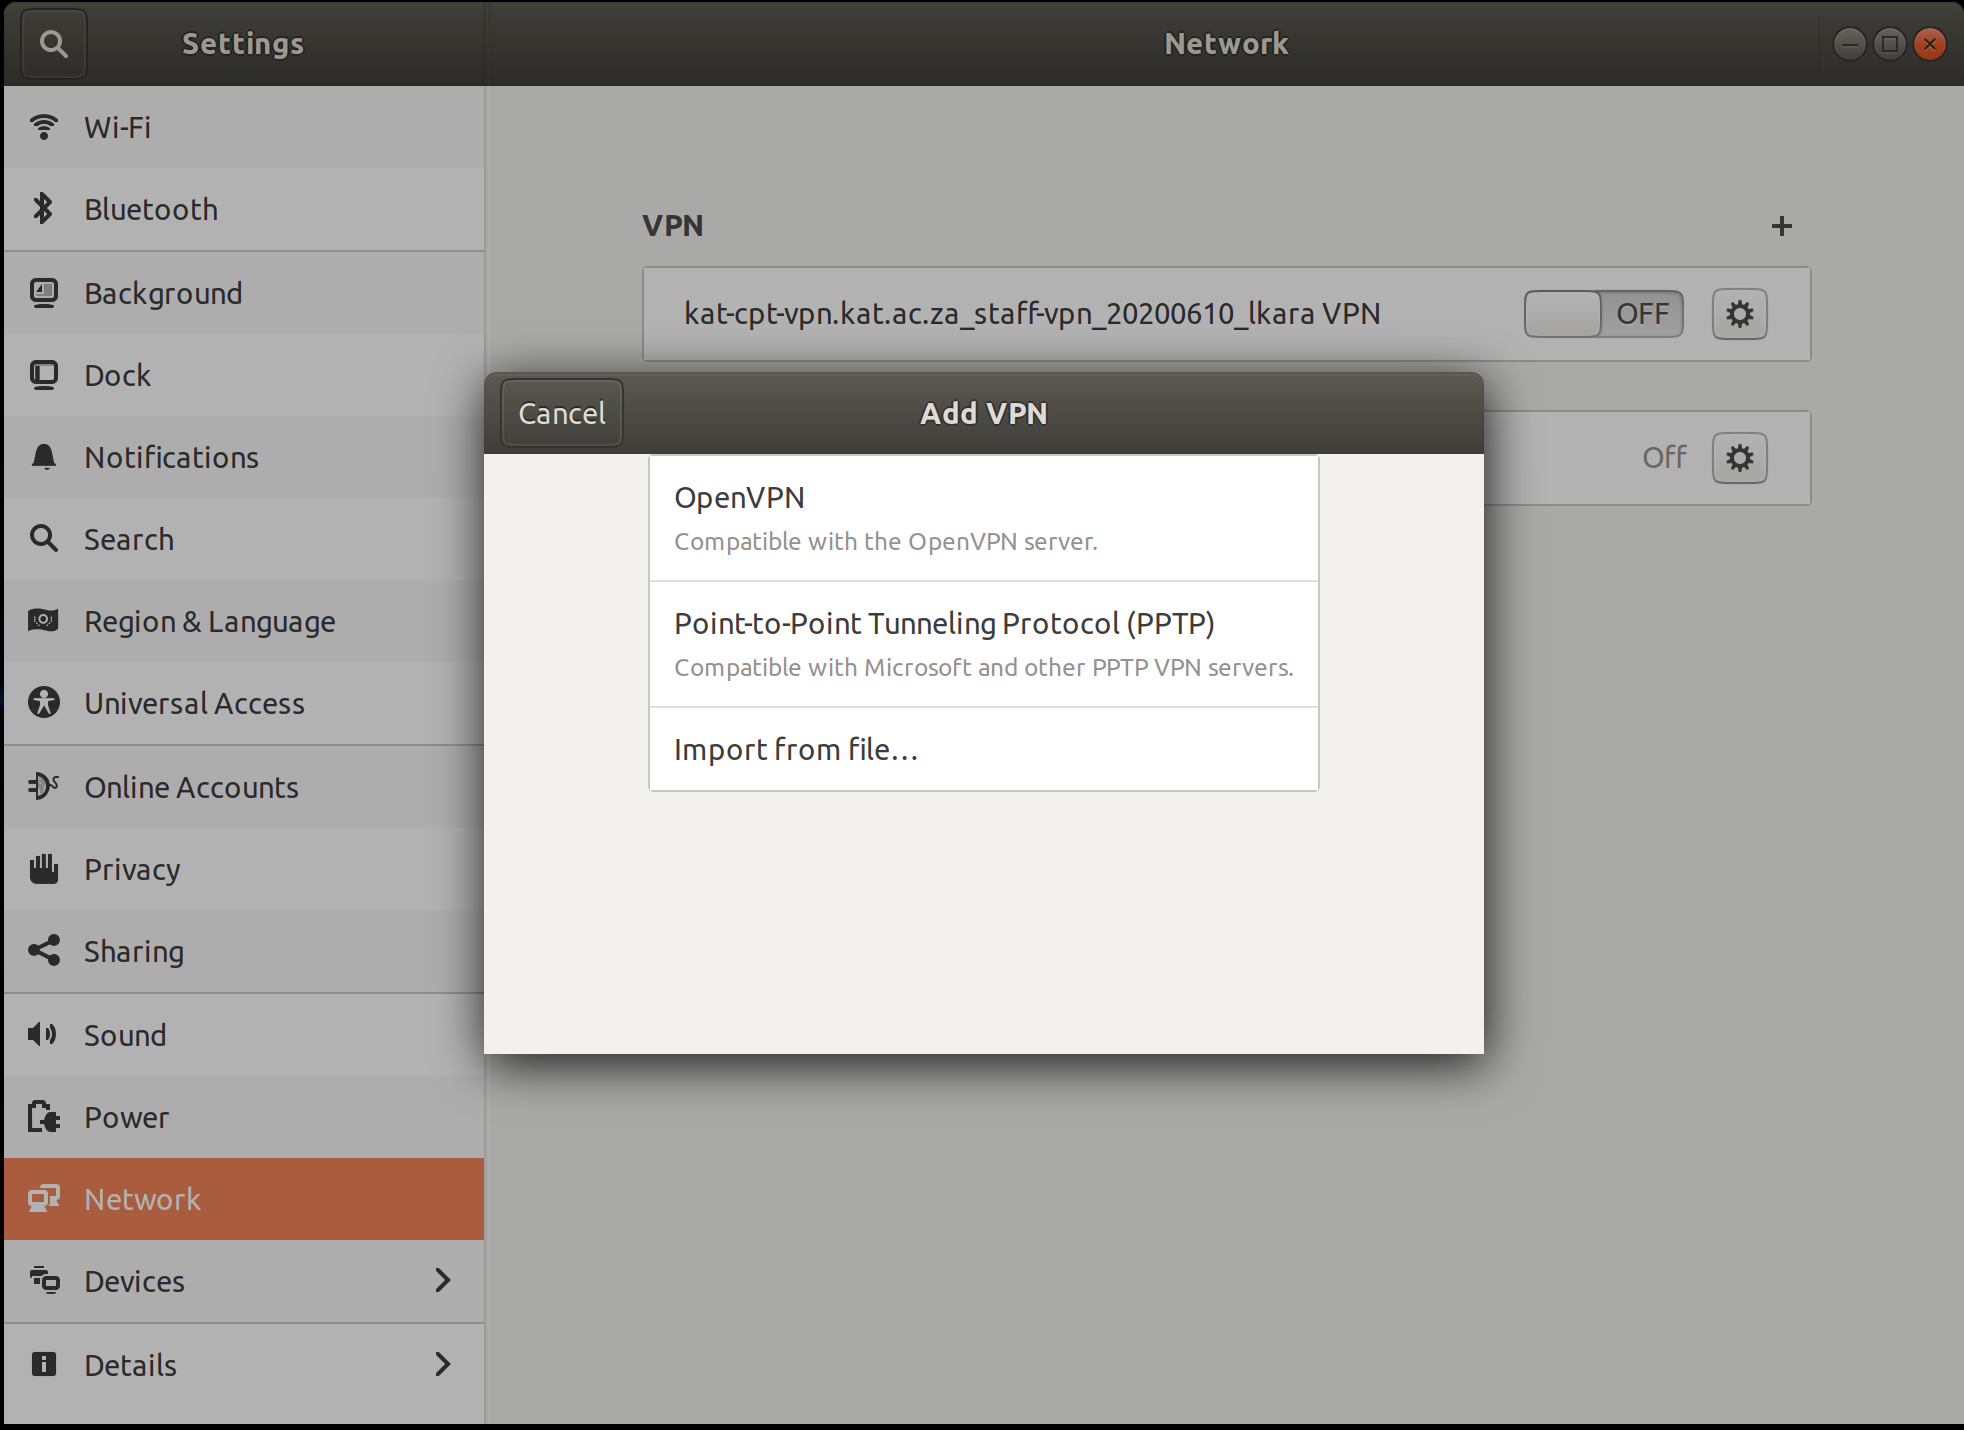 Settings
Network
Wi-Fi
Bluetooth
Background
Dock
Notifications
Search
Region & Language
Universal Access
Online Accounts
Privacy
Sharing
Sound
Power
Network
Devices
Details
VPN
kat-cpt-vpn.kat.ac.za_staff-vpn_20200610_lkara VPN
OFF
Off
Cancel
Add VPN
OpenVPN
Compatible with the OpenVPN server.
Point-to-Point Tunneling Protocol (PPTP)
Compatible with Microsoft and other PPTP VPN servers.
Import from file…